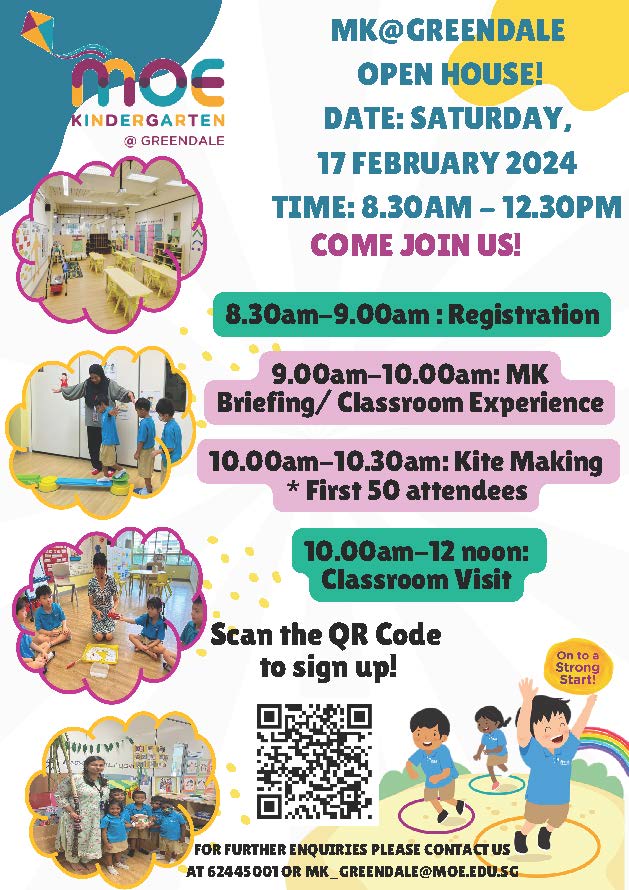 MOE
KINDERGARTEN
@ GREENDALE
MK@GREENDALE
OPEN HOUSE!
DATE: SATURDAY,
17 FEBRUARY 2024
TIME: 8.30AM – 12.30PM
COME JOIN US!
8.30am–9.00am : Registration
9.00am–10.00am: MK
Briefing/ Classroom Experience
10.00am–10.30am: Kite Making
* First 50 attendees
10.00am–12 noon:
Classroom Visit
Scan the QR Code
to sign up!
On to a
Strong
Start!
FOR FURTHER ENQUIRIES PLEASE CONTACT US
AT 62445001 OR MK_GREENDALE@MOE.EDU.SG